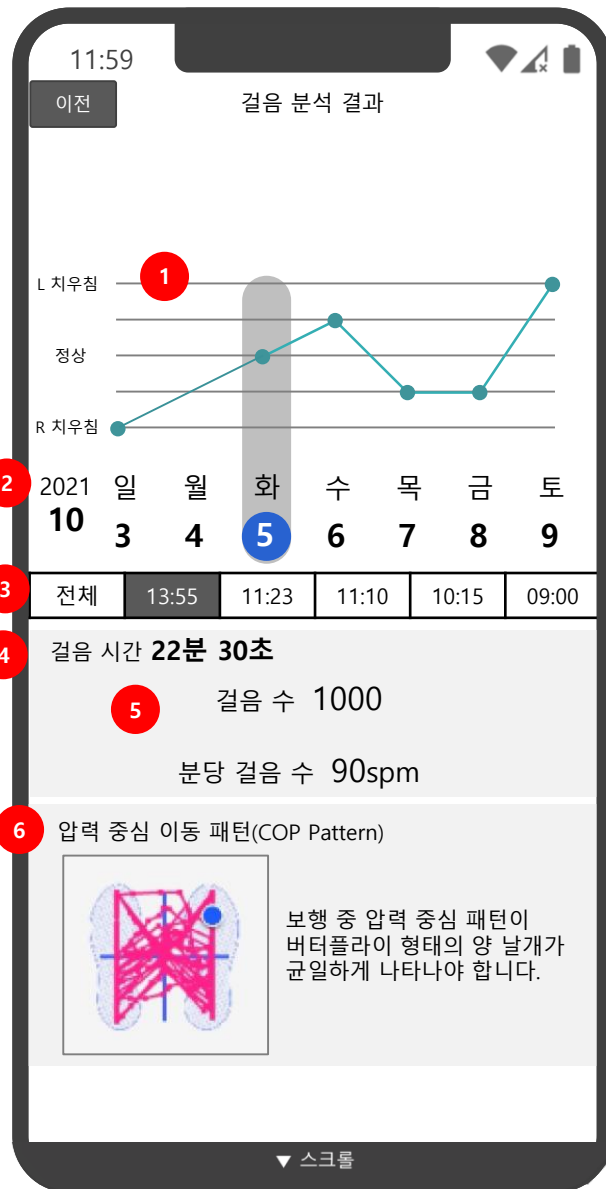 11:59
이전
걸음 분석 결과
1
L 치우침
정상
R 치우침
2
2021 일 월 화 수 목 금 토
10 3 4 5 6 7 8 9
3
전체 13:55 11:23 11:10 10:15 09:00
4
걸음 시간 22분 30초
5
걸음 수 1000
분당 걸음 수 90spm
6
압력 중심 이동 패턴(COP Pattern)
보행 중 압력 중심 패턴이
버터플라이 형태의 양 날개가
균일하게 나타나야 합니다.
▼ 스크롤